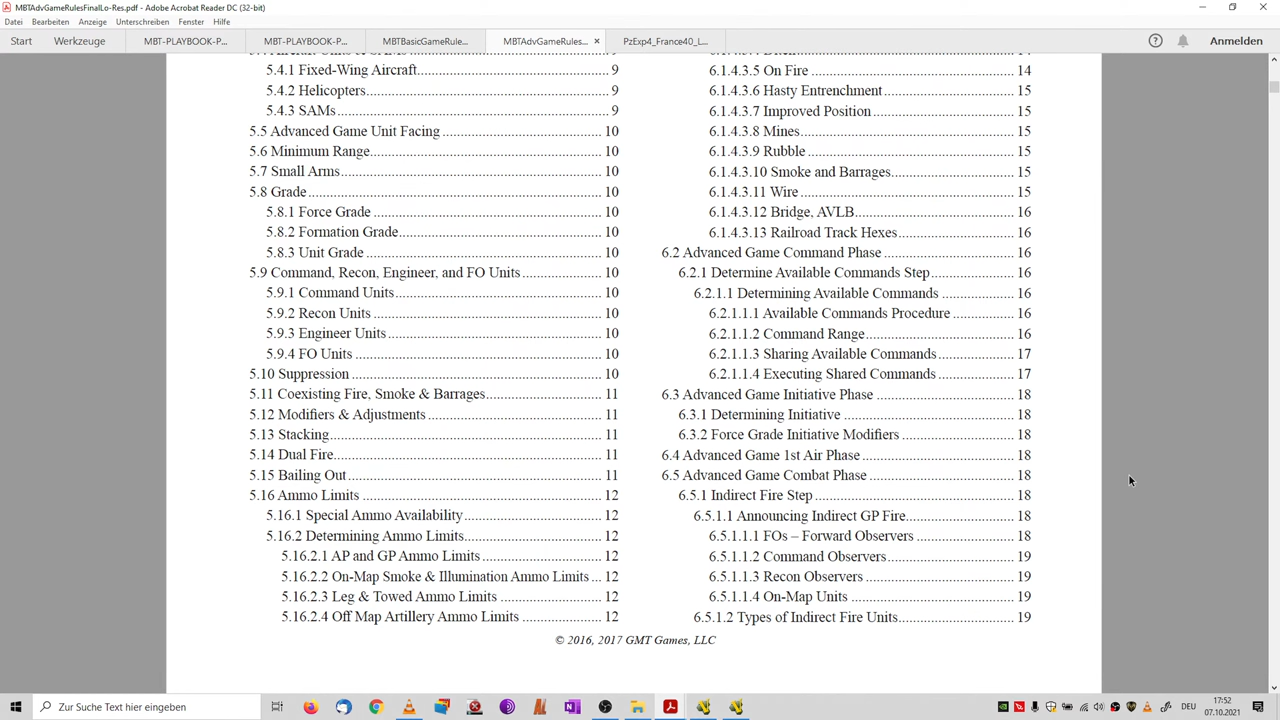 MBTAdvGameRulesFinalLo-Res.pdf - Adobe Acrobat Reader DC (32-bit)
Datei Bearbeiten Anzeige Unterschreiben Fenster Hilfe
Start Werkzeuge MBT-PLAYBOOK-P... MBT-PLAYBOOK-P... MBTBasicGameRule... MBTAdvGameRules... × PzExp4_France40_L... Anmelden
5.4.1 Fixed-Wing Aircraft 9
5.4.2 Helicopters 9
5.4.3 SAMs 9
5.5 Advanced Game Unit Facing 10
5.6 Minimum Range 10
5.7 Small Arms 10
5.8 Grade 10
5.8.1 Force Grade 10
5.8.2 Formation Grade 10
5.8.3 Unit Grade 10
5.9 Command, Recon, Engineer, and FO Units 10
5.9.1 Command Units 10
5.9.2 Recon Units 10
5.9.3 Engineer Units 10
5.9.4 FO Units 10
5.10 Suppression 10
5.11 Coexisting Fire, Smoke & Barrages 11
5.12 Modifiers & Adjustments 11
5.13 Stacking 11
5.14 Dual Fire 11
5.15 Bailing Out 11
5.16 Ammo Limits 12
5.16.1 Special Ammo Availability 12
5.16.2 Determining Ammo Limits 12
5.16.2.1 AP and GP Ammo Limits 12
5.16.2.2 On-Map Smoke & Illumination Ammo Limits 12
5.16.2.3 Leg & Towed Ammo Limits 12
5.16.2.4 Off Map Artillery Ammo Limits 12
6.1.4.3.5 On Fire 14
6.1.4.3.6 Hasty Entrenchment 15
6.1.4.3.7 Improved Position 15
6.1.4.3.8 Mines 15
6.1.4.3.9 Rubble 15
6.1.4.3.10 Smoke and Barrages 15
6.1.4.3.11 Wire 15
6.1.4.3.12 Bridge, AVLB 16
6.1.4.3.13 Railroad Track Hexes 16
6.2 Advanced Game Command Phase 16
6.2.1 Determine Available Commands Step 16
6.2.1.1 Determining Available Commands 16
6.2.1.1.1 Available Commands Procedure 16
6.2.1.1.2 Command Range 16
6.2.1.1.3 Sharing Available Commands 17
6.2.1.1.4 Executing Shared Commands 17
6.3 Advanced Game Initiative Phase 18
6.3.1 Determining Initiative 18
6.3.2 Force Grade Initiative Modifiers 18
6.4 Advanced Game 1st Air Phase 18
6.5 Advanced Game Combat Phase 18
6.5.1 Indirect Fire Step 18
6.5.1.1 Announcing Indirect GP Fire 18
6.5.1.1.1 FOs – Forward Observers 18
6.5.1.1.2 Command Observers 19
6.5.1.1.3 Recon Observers 19
6.5.1.1.4 On-Map Units 19
6.5.1.2 Types of Indirect Fire Units 19
© 2016, 2017 GMT Games, LLC
Zur Suche Text hier eingeben
DEU
17:52
07.10.2021